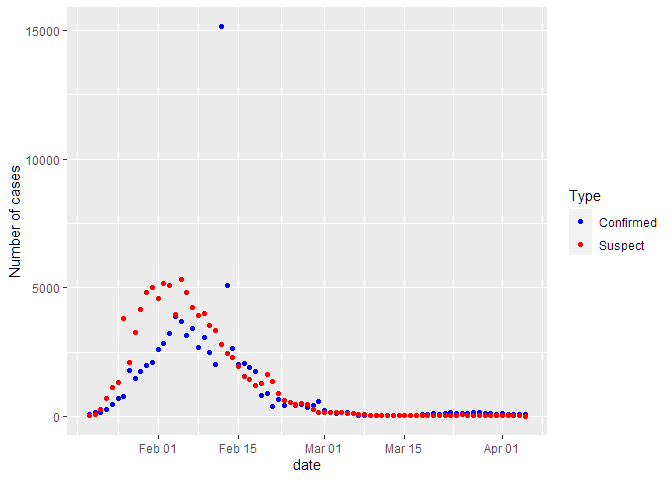 15000
10000
5000
0
Number of cases
Feb 01
Feb 15
Mar 01
Mar 15
Apr 01
date
Type
Confirmed
Suspect